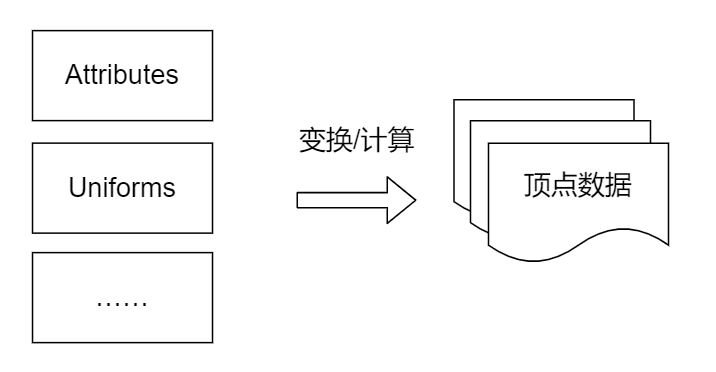 Attributes
Uniforms
……
变换/计算
顶点数据